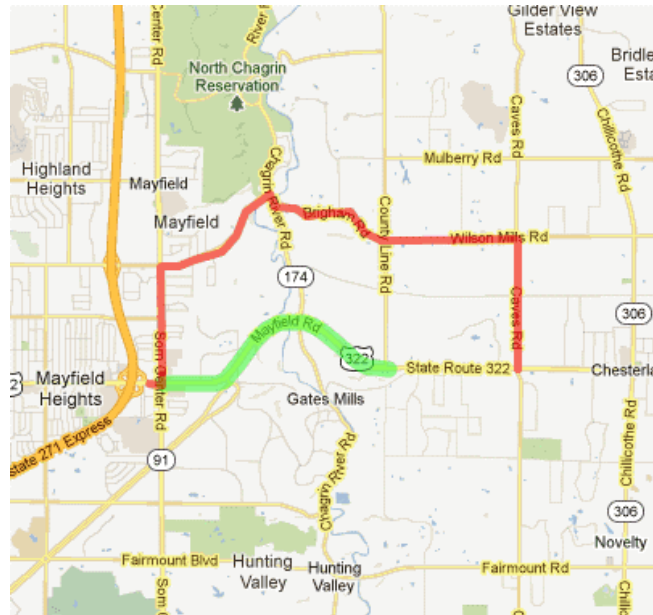 Gilder View
Estates
Center Rd
River
306
Bridle
Esta
North Chagrin
Reservation
Caves Rd
Chillicothe Rd
Highland
Heights
Mayfield
Chagrin River Rd
Mulberry Rd
Mayfield
County Line Rd
Brigham Rd
Wilson Mills Rd
174
Som Center Rd
Mayfield Rd
Caves Rd
306
322
State Route 322
Chesterla
2
Mayfield
Heights
Gates Mills
state 271 Express
91
Chagrin River Rd
Chillicothe Rd
306
Novelty
Fairmount Blvd
Hunting
Valley
Hunting
Valley
Fairmount Rd
Som C
Chilli